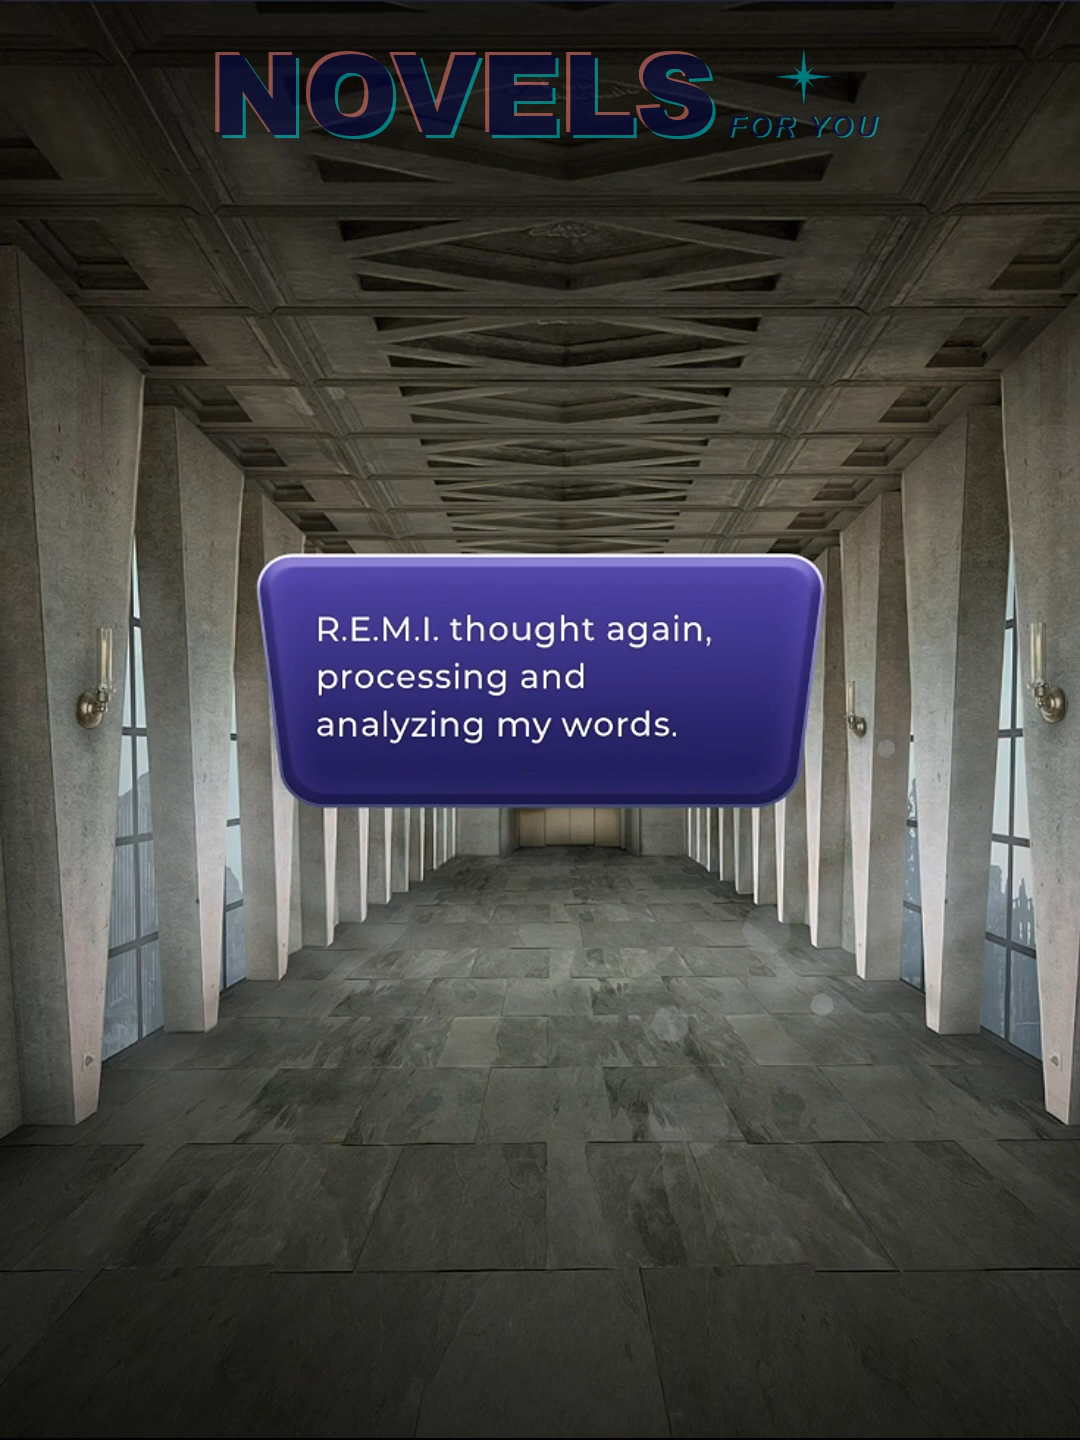 NOVELS
FOR YOU
R.E.M.I. thought again,
processing and
analyzing my words.